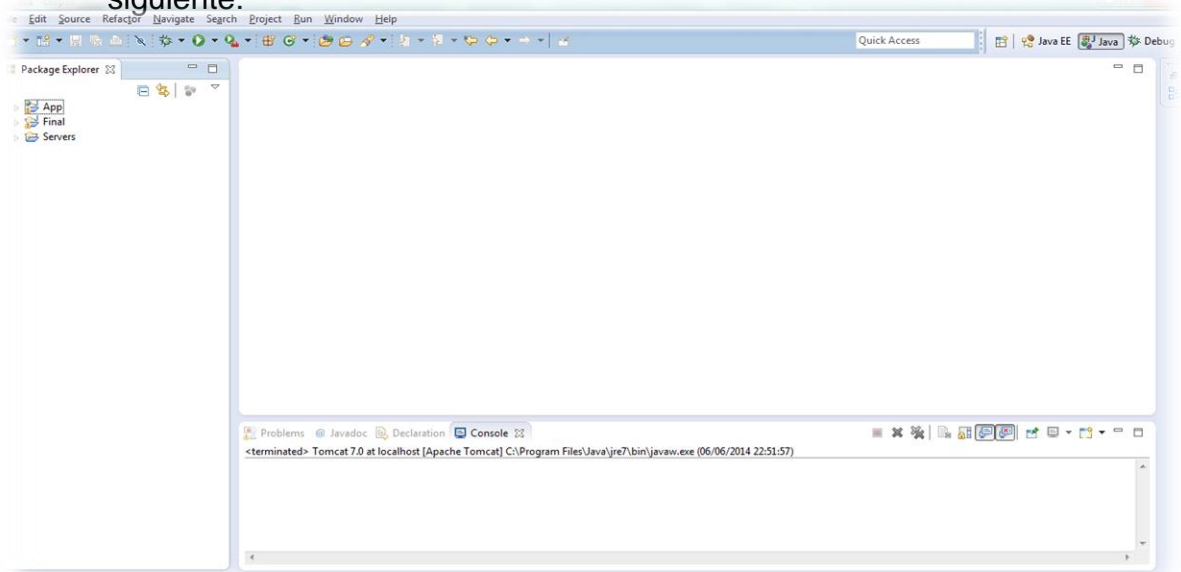 siguiente:
Edit Source Refactor Navigate Search Project Run Window Help
Quick Access Java EE Java Debug
Package Explorer
App
Final
Servers
Problems @ Javadoc Declaration Console
<terminated> Tomcat 7.0 at localhost [Apache Tomcat] C:\Program Files\Java\jre7\bin\javaw.exe (06/06/2014 22:51:57)